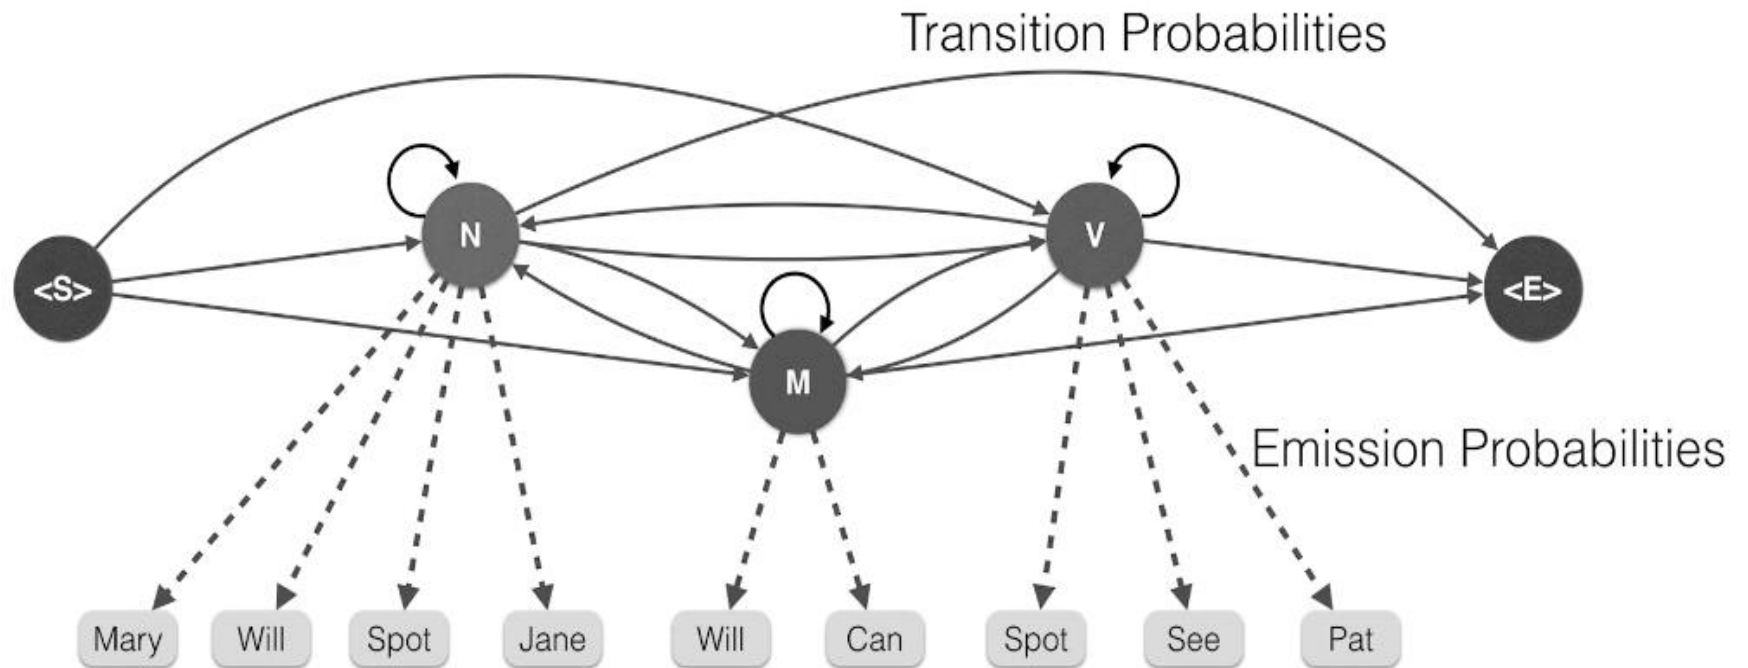 Transition Probabilities
N
V
<S>
<E>
M
Emission Probabilities
Mary
Will
Spot
Jane
Will
Can
Spot
See
Pat